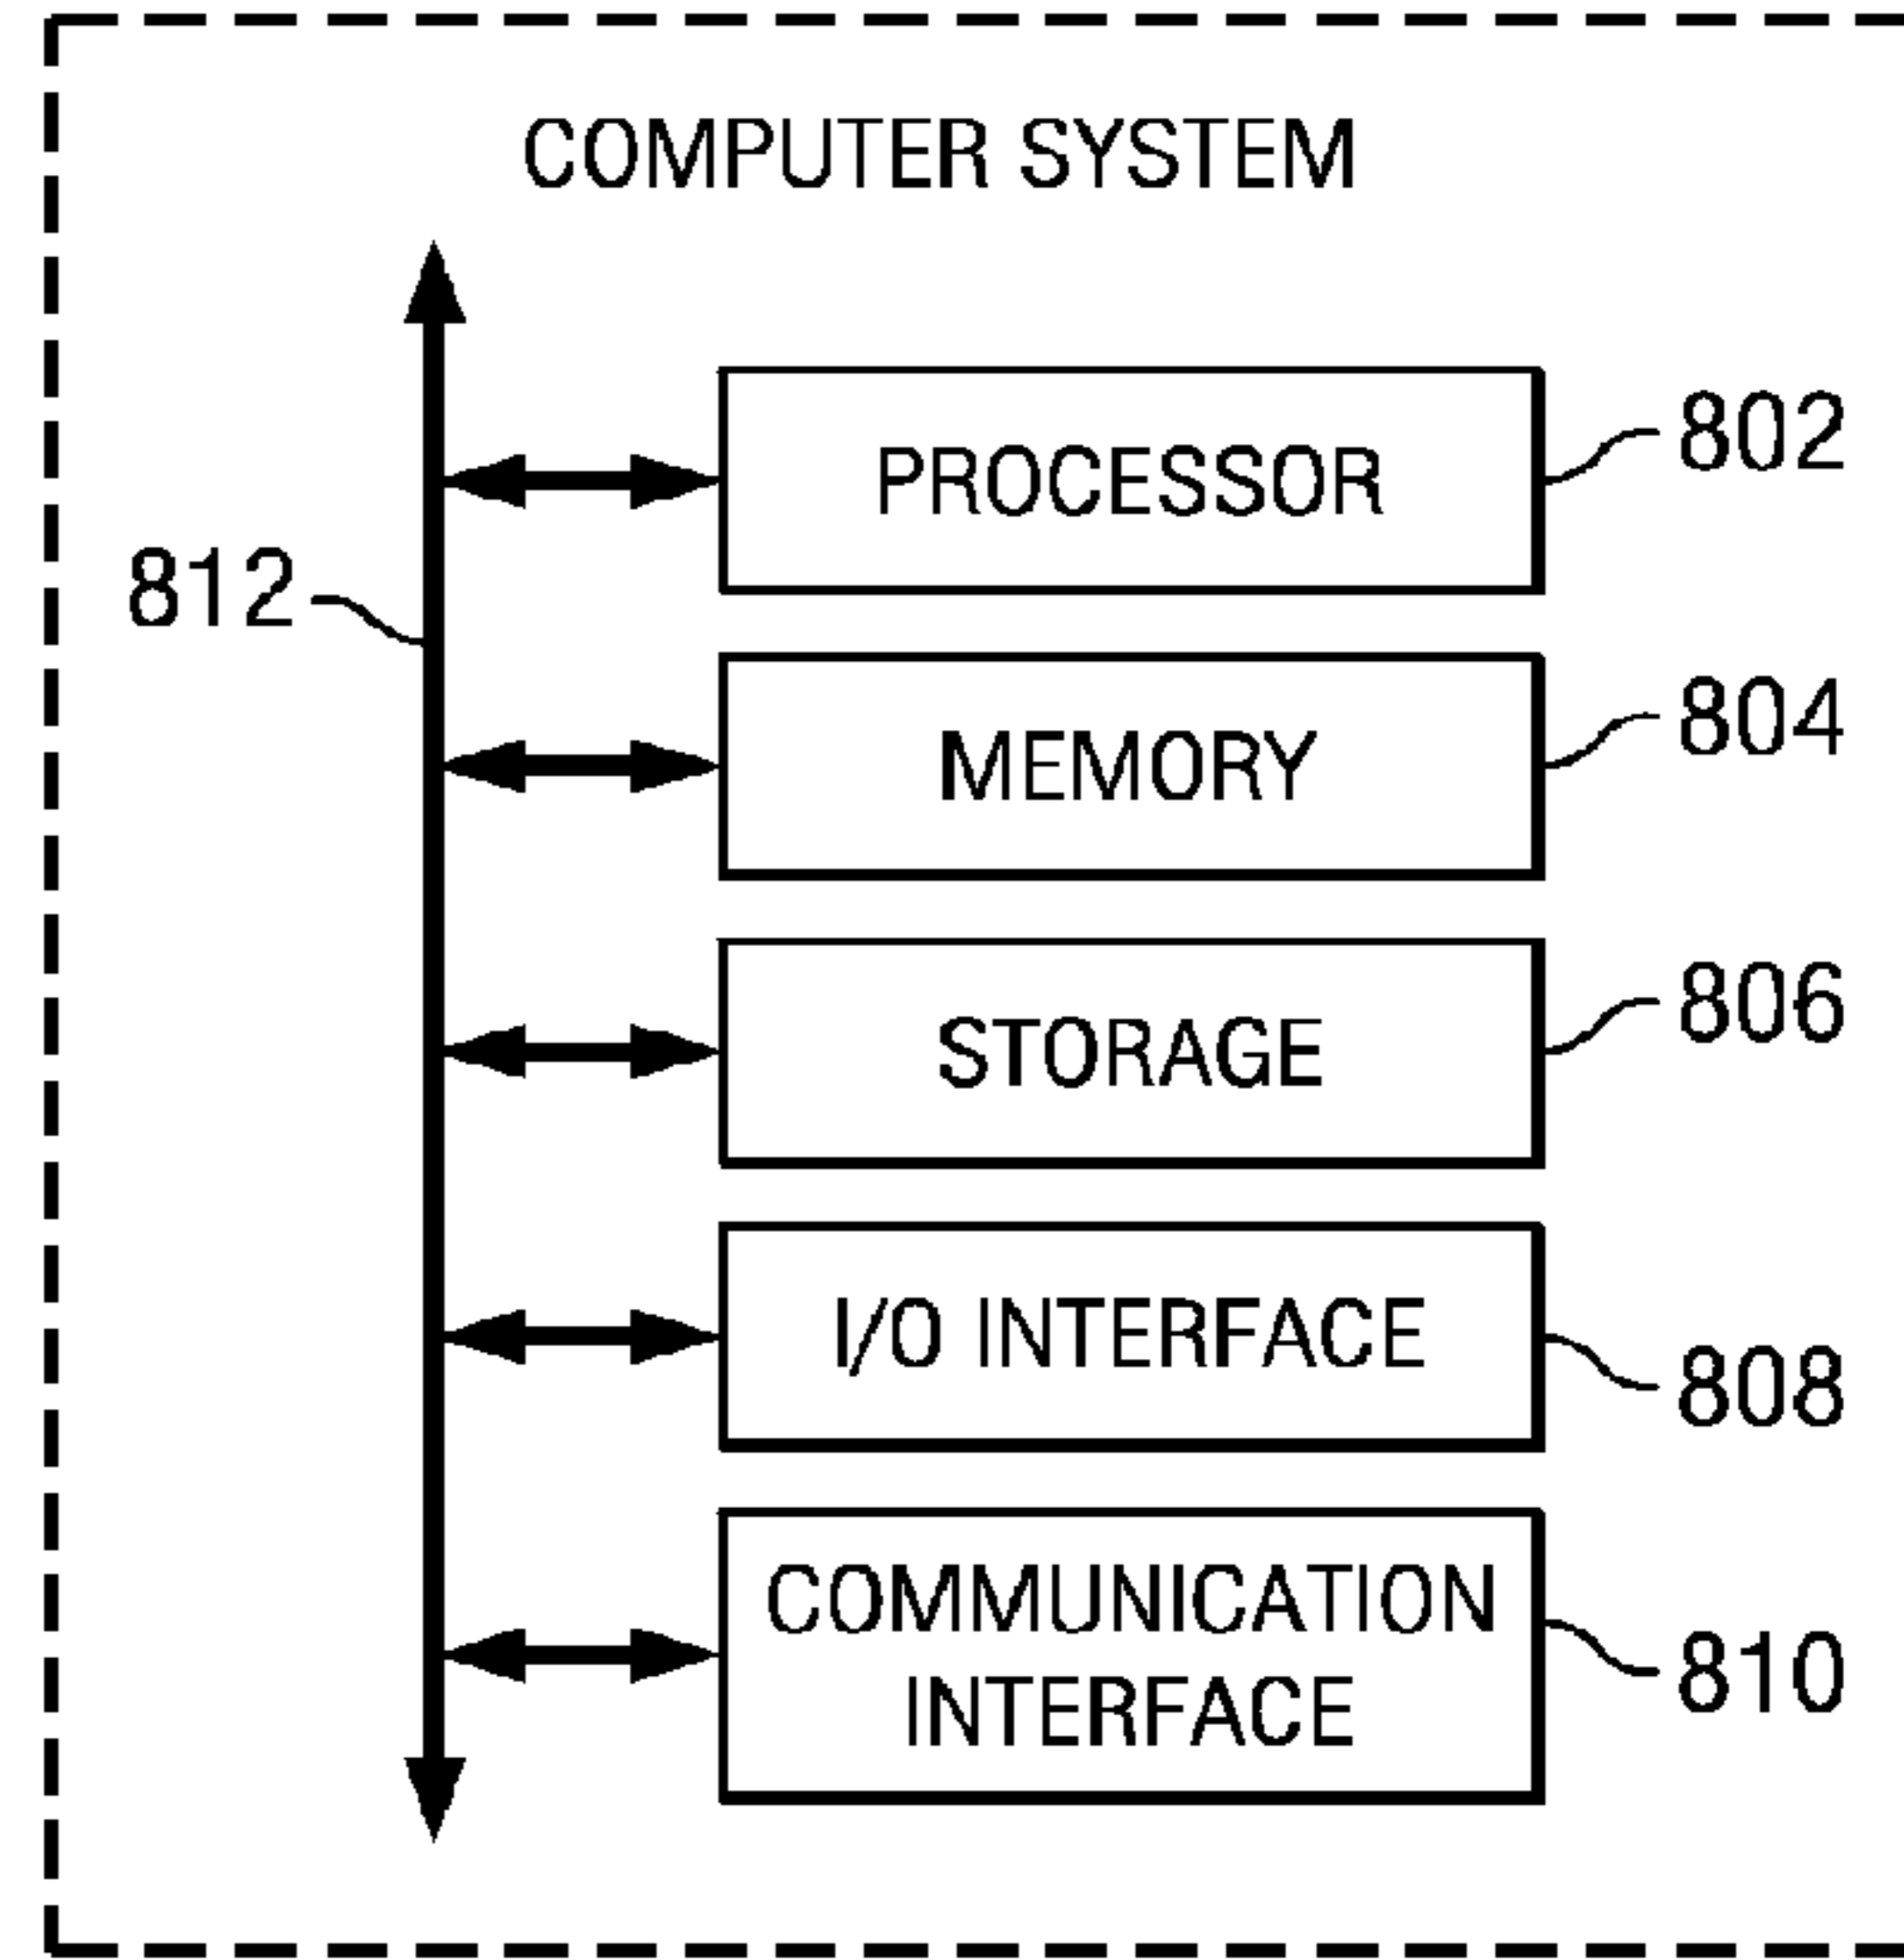 COMPUTER SYSTEM
PROCESSOR
802
812
MEMORY
804
STORAGE
806
I/O INTERFACE
808
COMMUNICATION
INTERFACE
810